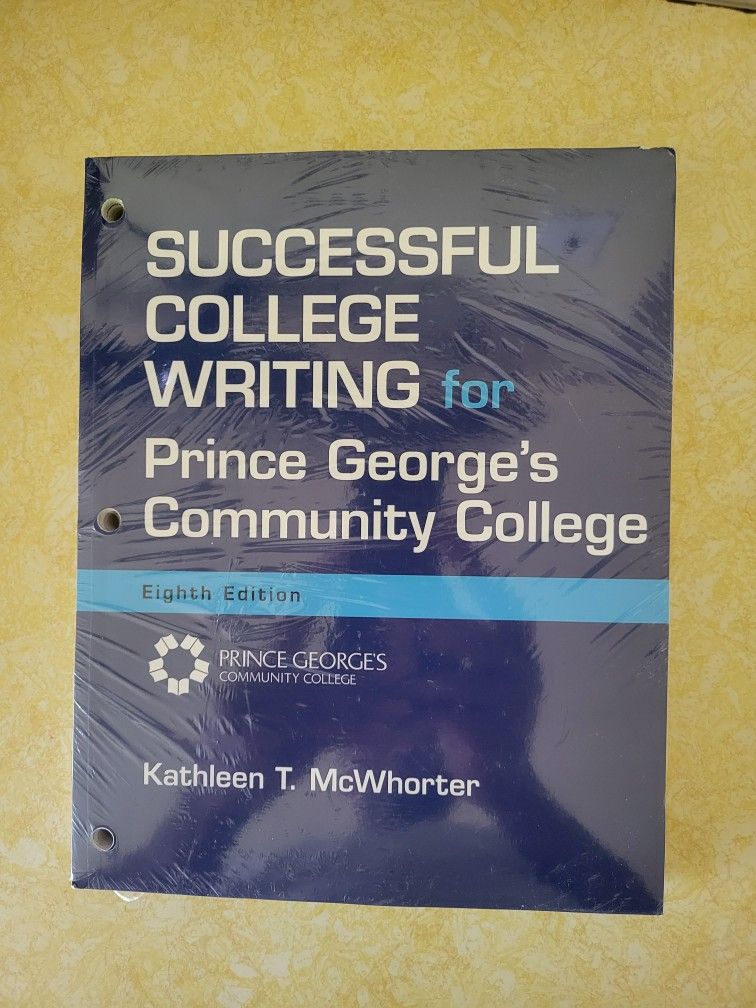 SUCCESSFUL
COLLEGE
WRITING for
Prince George's
Community College
Eighth Edition
PRINCE GEORGE'S
COMMUNITY COLLEGE
Kathleen T. McWhorter